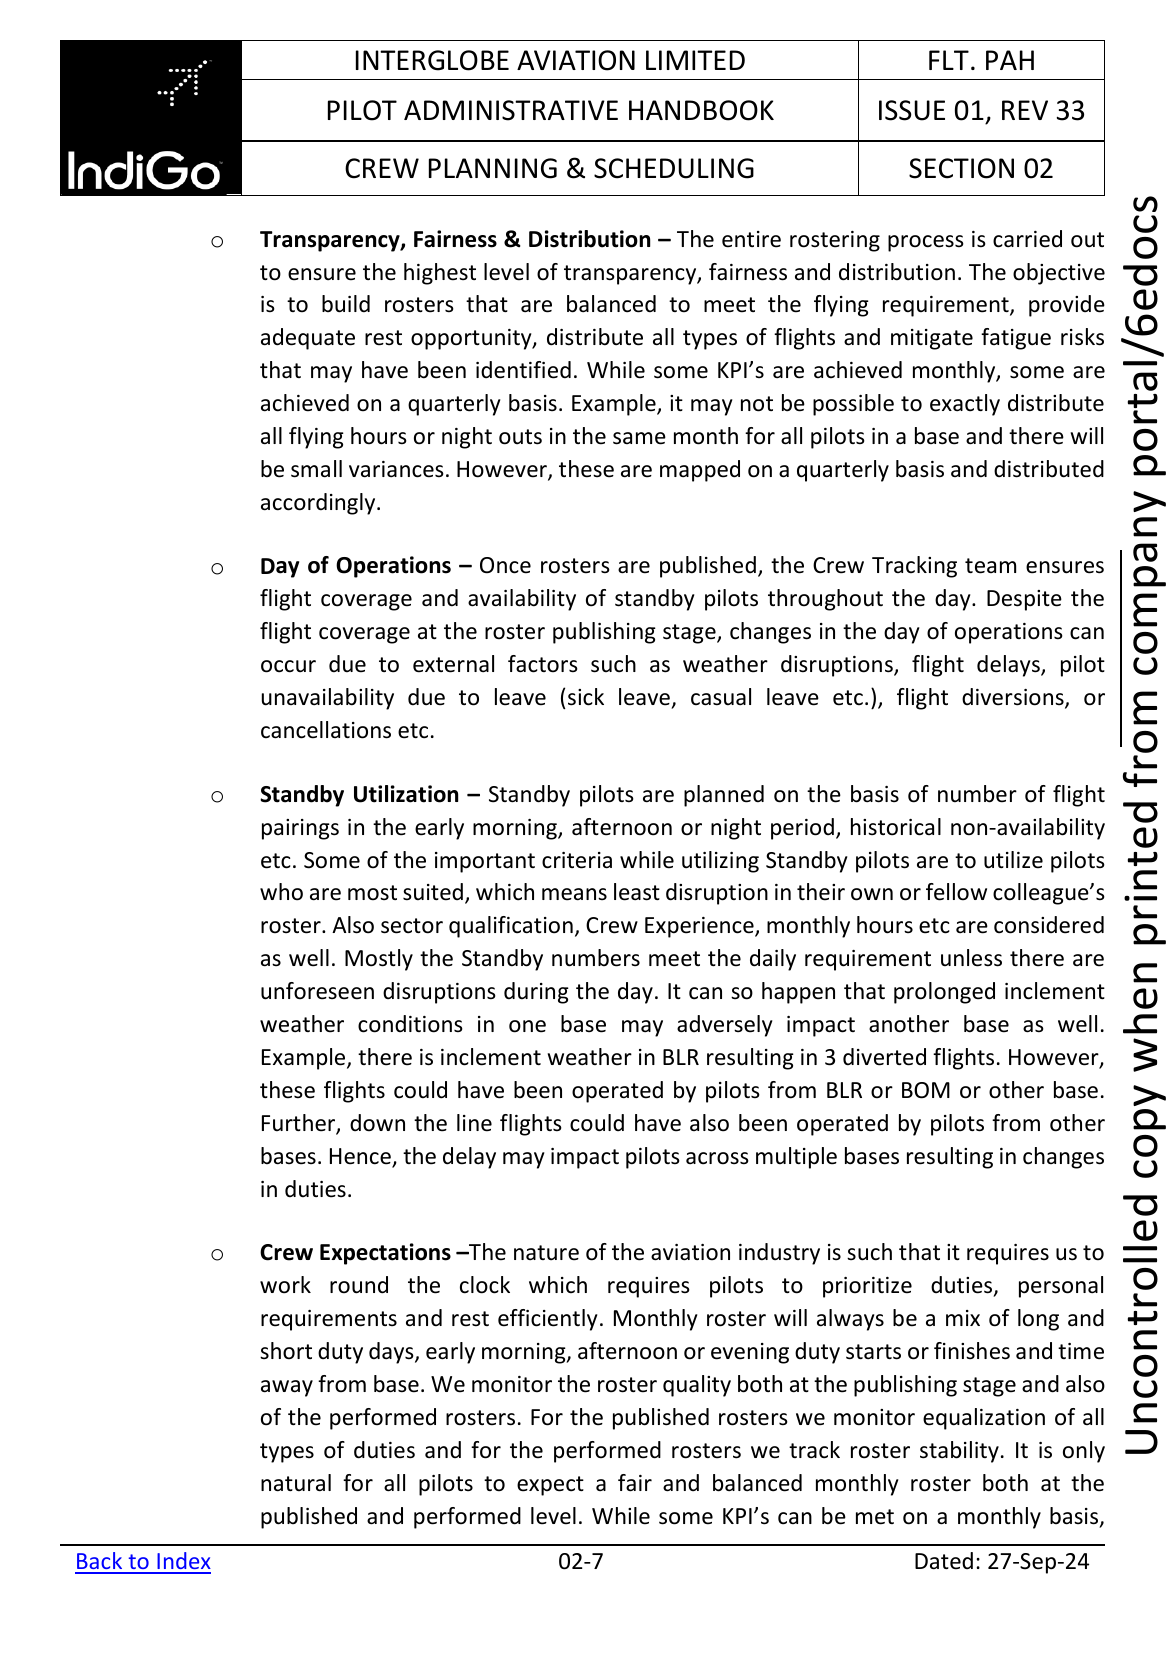 INTERGLOBE AVIATION LIMITED
FLT. PAH
PILOT ADMINISTRATIVE HANDBOOK
ISSUE 01, REV 33
CREW PLANNING & SCHEDULING
SECTION 02
IndiGo
o Transparency, Fairness & Distribution – The entire rostering process is carried out
to ensure the highest level of transparency, fairness and distribution. The objective
is to build rosters that are balanced to meet the flying requirement, provide
adequate rest opportunity, distribute all types of flights and mitigate fatigue risks
that may have been identified. While some KPI’s are achieved monthly, some are
achieved on a quarterly basis. Example, it may not be possible to exactly distribute
all flying hours or night outs in the same month for all pilots in a base and there will
be small variances. However, these are mapped on a quarterly basis and distributed
accordingly.
o Day of Operations – Once rosters are published, the Crew Tracking team ensures
flight coverage and availability of standby pilots throughout the day. Despite the
flight coverage at the roster publishing stage, changes in the day of operations can
occur due to external factors such as weather disruptions, flight delays, pilot
unavailability due to leave (sick leave, casual leave etc.), flight diversions, or
cancellations etc.
o Standby Utilization – Standby pilots are planned on the basis of number of flight
pairings in the early morning, afternoon or night period, historical non-availability
etc. Some of the important criteria while utilizing Standby pilots are to utilize pilots
who are most suited, which means least disruption in their own or fellow colleague’s
roster. Also sector qualification, Crew Experience, monthly hours etc are considered
as well. Mostly the Standby numbers meet the daily requirement unless there are
unforeseen disruptions during the day. It can so happen that prolonged inclement
weather conditions in one base may adversely impact another base as well.
Example, there is inclement weather in BLR resulting in 3 diverted flights. However,
these flights could have been operated by pilots from BLR or BOM or other base.
Further, down the line flights could have also been operated by pilots from other
bases. Hence, the delay may impact pilots across multiple bases resulting in changes
in duties.
o Crew Expectations –The nature of the aviation industry is such that it requires us to
work round the clock which requires pilots to prioritize duties, personal
requirements and rest efficiently. Monthly roster will always be a mix of long and
short duty days, early morning, afternoon or evening duty starts or finishes and time
away from base. We monitor the roster quality both at the publishing stage and also
of the performed rosters. For the published rosters we monitor equalization of all
types of duties and for the performed rosters we track roster stability. It is only
natural for all pilots to expect a fair and balanced monthly roster both at the
published and performed level. While some KPI’s can be met on a monthly basis,
Back to Index
02-7
Dated: 27-Sep-24
Uncontrolled copy when printed from company portal/6edocs